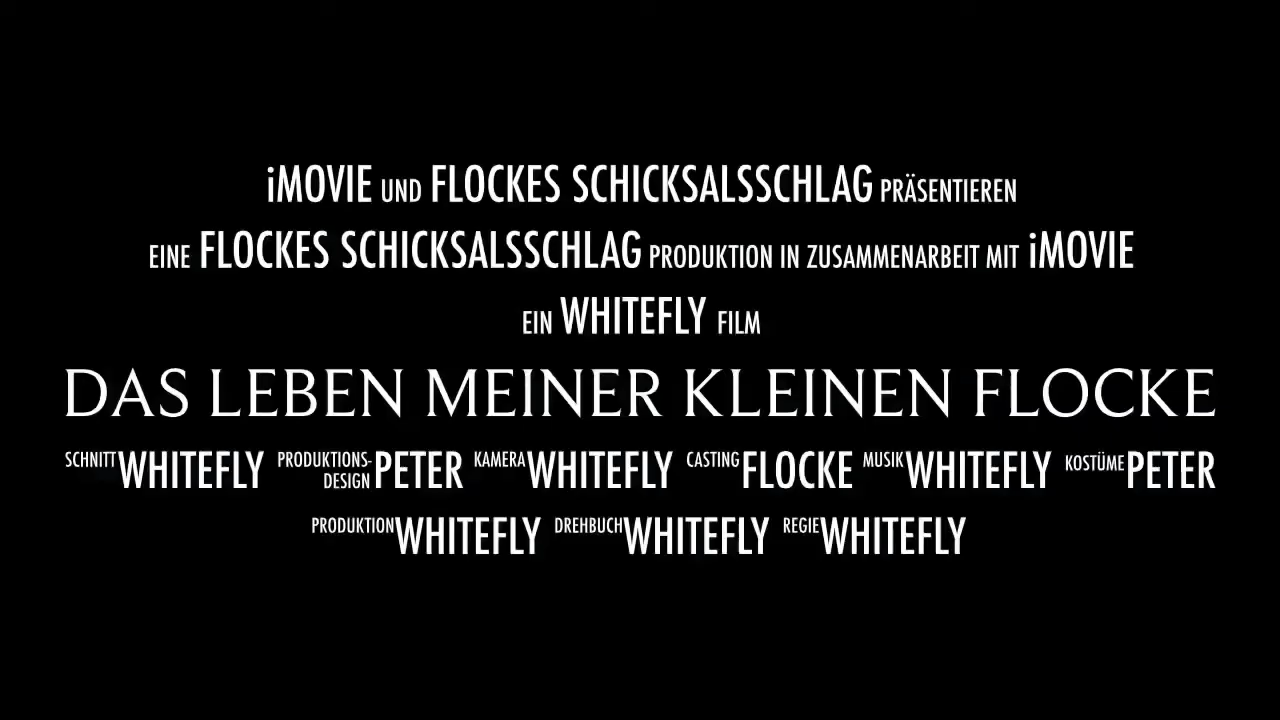 iMOVIE UND FLOCKES SCHICKSALSSCHLAG PRÄSENTIEREN
EINE FLOCKES SCHICKSALSSCHLAG PRODUKTION IN ZUSAMMENARBEIT MIT iMOVIE
EIN WHITEFLY FILM
DAS LEBEN MEINER KLEINEN FLOCKE
SCHNITT WHITEFLY PRODUKTIONS-DESIGN PETER KAMERA WHITEFLY CASTING FLOCKE MUSIK WHITEFLY KOSTÜME PETER
PRODUKTION WHITEFLY DREHBUCH WHITEFLY REGIE WHITEFLY